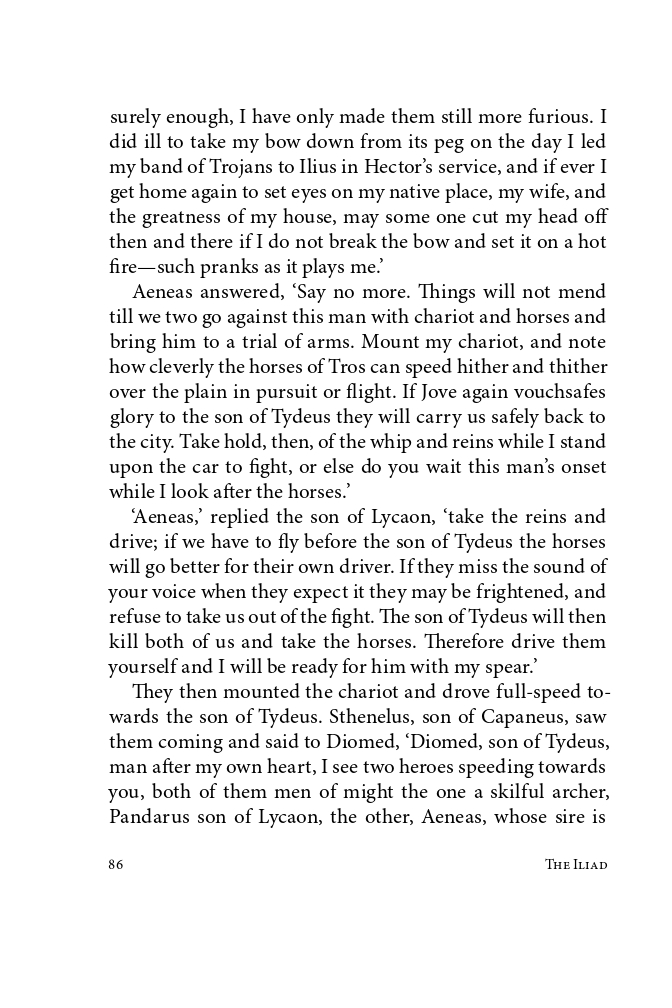 surely enough, I have only made them still more furious. I
did ill to take my bow down from its peg on the day I led
my band of Trojans to Ilius in Hector’s service, and if ever I
get home again to set eyes on my native place, my wife, and
the greatness of my house, may some one cut my head off
then and there if I do not break the bow and set it on a hot
fire—such pranks as it plays me.’
Aeneas answered, ‘Say no more. Things will not mend
till we two go against this man with chariot and horses and
bring him to a trial of arms. Mount my chariot, and note
how cleverly the horses of Tros can speed hither and thither
over the plain in pursuit or flight. If Jove again vouchsafes
glory to the son of Tydeus they will carry us safely back to
the city. Take hold, then, of the whip and reins while I stand
upon the car to fight, or else do you wait this man’s onset
while I look after the horses.’
‘Aeneas,’ replied the son of Lycaon, ‘take the reins and
drive; if we have to fly before the son of Tydeus the horses
will go better for their own driver. If they miss the sound of
your voice when they expect it they may be frightened, and
refuse to take us out of the fight. The son of Tydeus will then
kill both of us and take the horses. Therefore drive them
yourself and I will be ready for him with my spear.’
They then mounted the chariot and drove full-speed to-
wards the son of Tydeus. Sthenelus, son of Capaneus, saw
them coming and said to Diomed, ‘Diomed, son of Tydeus,
man after my own heart, I see two heroes speeding towards
you, both of them men of might the one a skilful archer,
Pandarus son of Lycaon, the other, Aeneas, whose sire is
86 The Iliad